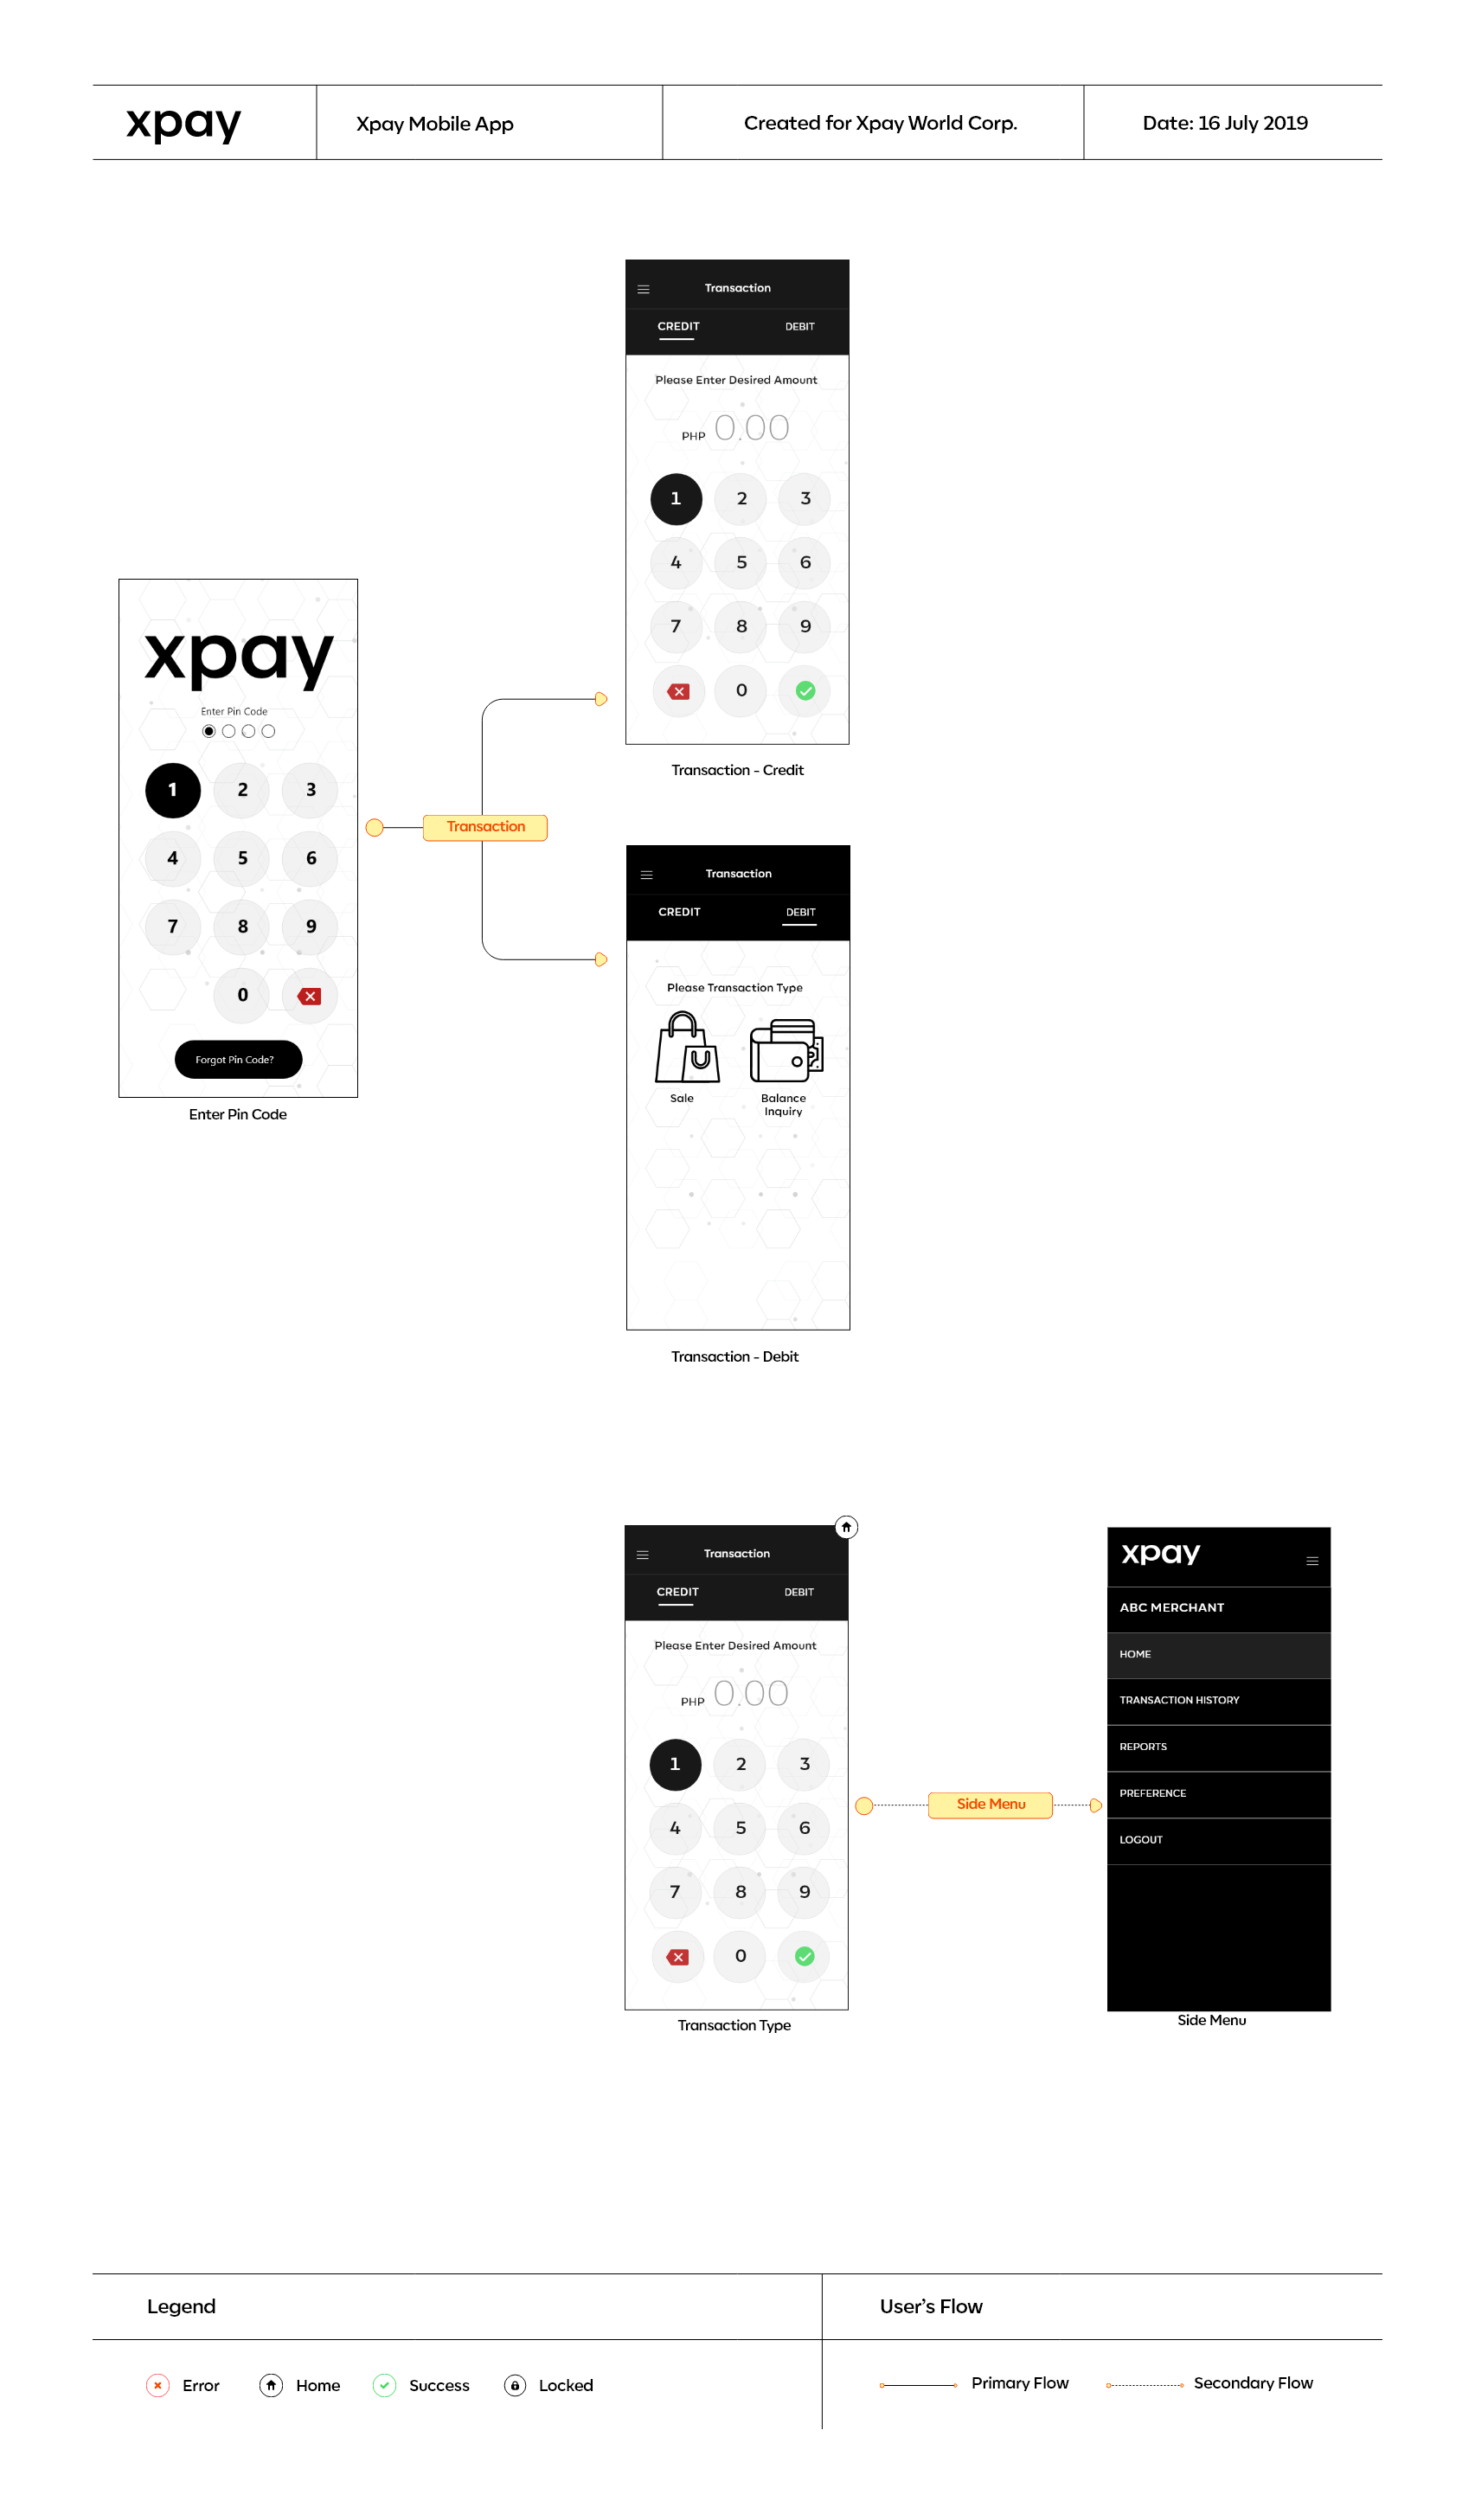 xpay
Xpay Mobile App
Created for Xpay World Corp.
Date: 16 July 2019
Transaction
CREDIT DEBIT
Please Enter Desired Amount
PHP 0.00
1 2 3
4 5 6
7 8 9
0
Transaction - Credit
xpay
Enter Pin Code
1 2 3
4 5 6
7 8 9
0
Forgot Pin Code?
Enter Pin Code
Transaction
Transaction
CREDIT DEBIT
Please Transaction Type
Sale
Balance
Inquiry
Transaction - Debit
Transaction
CREDIT DEBIT
Please Enter Desired Amount
PHP 0.00
1 2 3
4 5 6
7 8 9
0
Transaction Type
Side Menu
xpay
ABC MERCHANT
HOME
TRANSACTION HISTORY
REPORTS
PREFERENCE
LOGOUT
Side Menu
Legend
User’s Flow
Error Home Success Locked
Primary Flow Secondary Flow